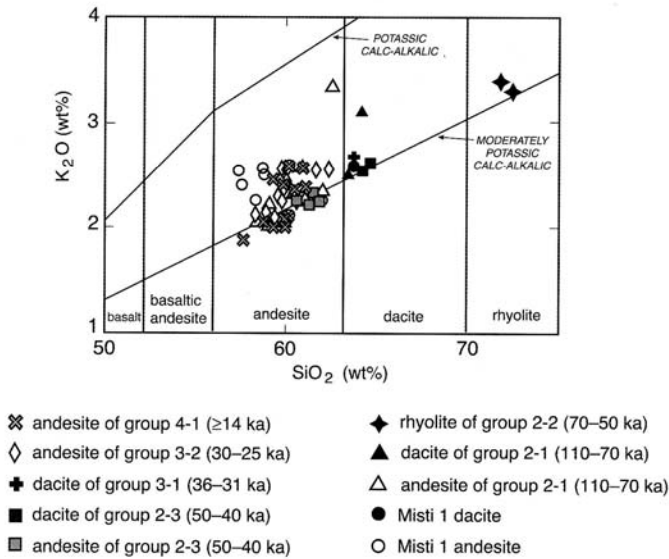 4
POTASSIC
CALC-ALKALIC
K2O (wt%)
3
MODERATELY
POTASSIC
CALC-ALKALIC
2
basalt
basaltic
andesite
andesite
dacite
rhyolite
1
50
60
70
SiO2 (wt%)
andesite of group 4-1 (≥14 ka)
andesite of group 3-2 (30–25 ka)
dacite of group 3-1 (36–31 ka)
dacite of group 2-3 (50–40 ka)
andesite of group 2-3 (50–40 ka)
rhyolite of group 2-2 (70–50 ka)
dacite of group 2-1 (110–70 ka)
andesite of group 2-1 (110–70 ka)
Misti 1 dacite
Misti 1 andesite